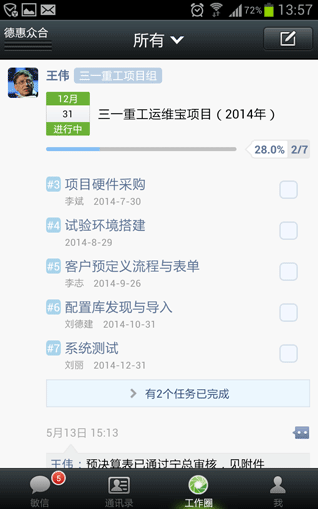 72% 13:57
德惠众合
所有
王伟 三一重工项目组
12月
31
进行中
三一重工运维宝项目（2014年）
28.0% 2/7
#3 项目硬件采购
李斌 2014-7-30
#4 试验环境搭建
2014-8-29
#5 客户预定义流程与表单
李志 2014-9-26
#6 配置库发现与导入
刘德建 2014-10-31
#7 系统测试
刘丽 2014-12-31
有2个任务已完成
5月13日 15:13
王伟：预决算表已通过宁总审核，见附件
5
敏信 通讯录 工作圈 我